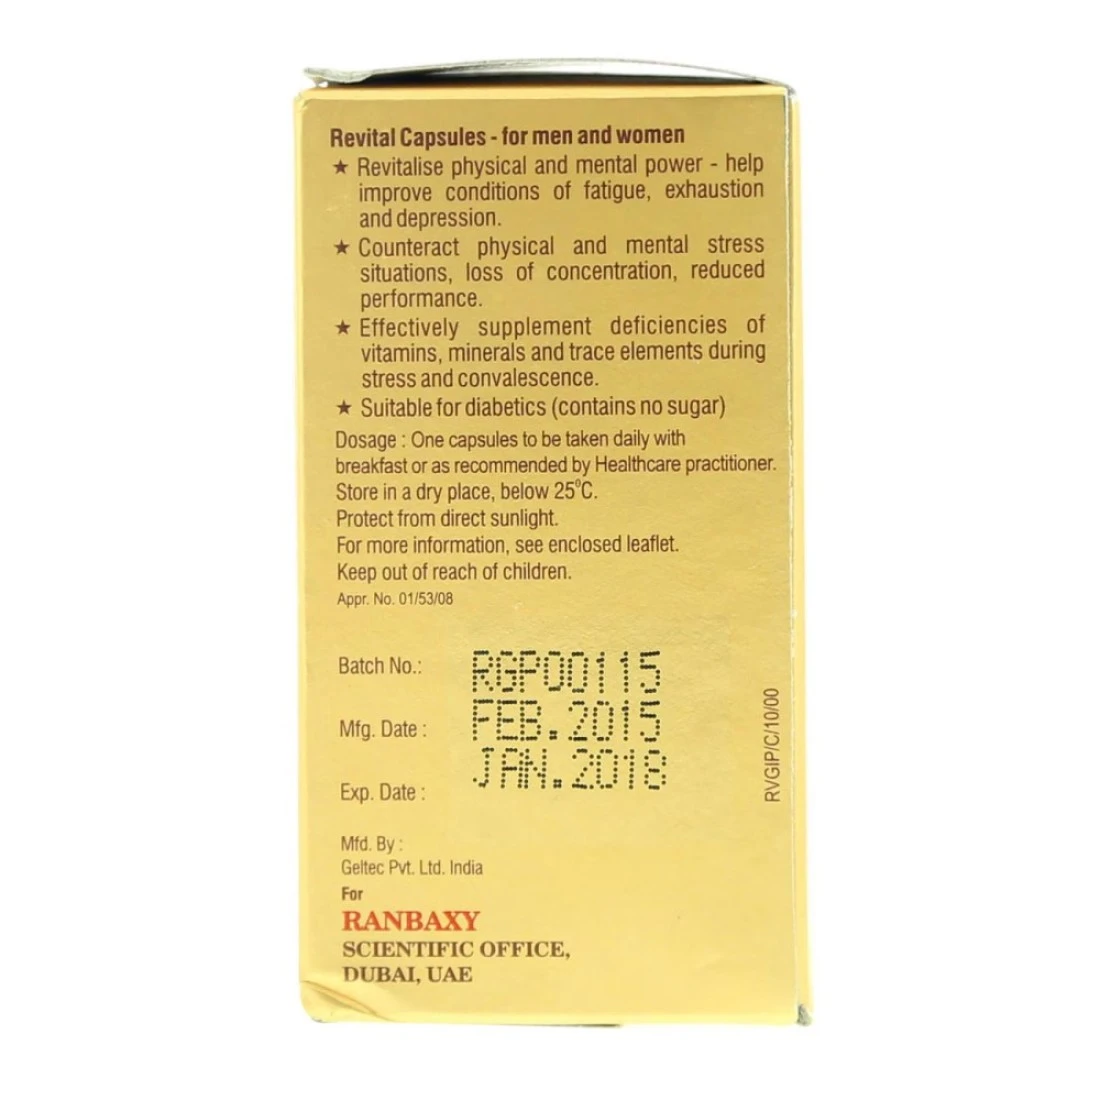 Revital Capsules - for men and women
★ Revitalise physical and mental power - help
improve conditions of fatigue, exhaustion
and depression.
★ Counteract physical and mental stress
situations, loss of concentration, reduced
performance.
★ Effectively supplement deficiencies of
vitamins, minerals and trace elements during
stress and convalescence.
★ Suitable for diabetics (contains no sugar)
Dosage : One capsules to be taken daily with
breakfast or as recommended by Healthcare practitioner.
Store in a dry place, below 25⁰C.
Protect from direct sunlight.
For more information, see enclosed leaflet.
Keep out of reach of children.
Appr. No. 01/53/08
Batch No.: RGP00115
Mfg. Date : FEB.2015
Exp. Date : JAN.2018
RVGIP/C/10/00
Mfd. By :
Geltec Pvt. Ltd. India
For
RANBAXY
SCIENTIFIC OFFICE,
DUBAI, UAE